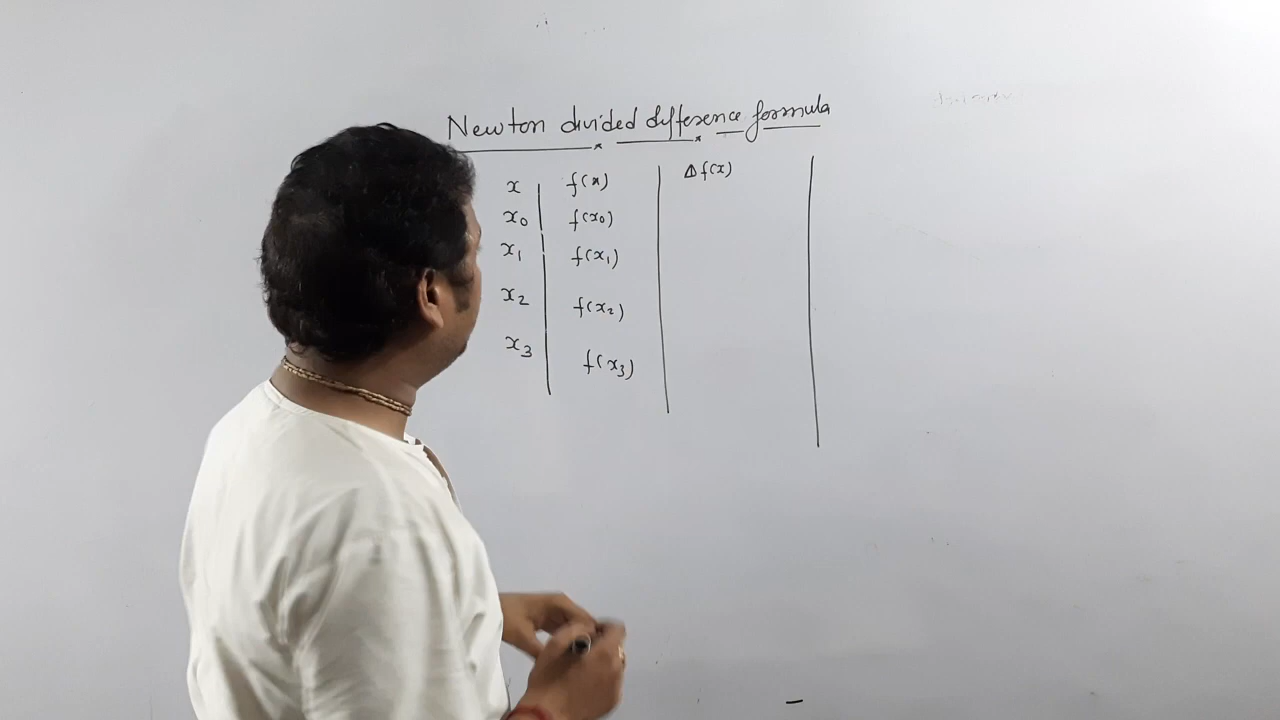 Newton divided difference formula
x f(x) Δf(x)
x₀ f(x₀)
x₁ f(x₁)
x₂ f(x₂)
x₃ f(x₃)